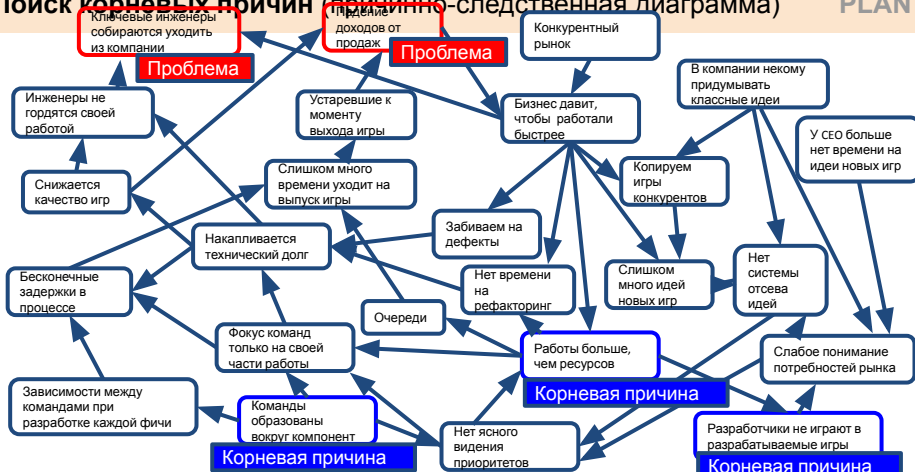 Поиск корневых причин (причинно-следственная диаграмма)
PLAN
Ключевые инженеры
собираются уходить
из компании
Проблема
Падение
доходов от
продаж
Проблема
Конкурентный
рынок
В компании некому
придумывать
классные идеи
Инженеры не
гордятся своей
работой
Устаревшие к
моменту
выхода игры
Бизнес давит,
чтобы работали
быстрее
У CEO больше
нет времени на
идеи новых игр
Снижается
качество игр
Слишком много
времени уходит на
выпуск игры
Копируем
игры
конкурентов
Накапливается
технический долг
Забиваем на
дефекты
Бесконечные
задержки в
процессе
Нет времени
на
рефакторинг
Слишком
много идей
новых игр
Нет
системы
отсева
идей
Очереди
Фокус команд
только на своей
части работы
Работы больше,
чем ресурсов
Корневая причина
Слабое понимание
потребностей рынка
Зависимости между
командами при
разработке каждой фичи
Команды
образованы
вокруг компонент
Корневая причина
Нет ясного
видения
приоритетов
Разработчики не играют в
разрабатываемые игры
Корневая причина